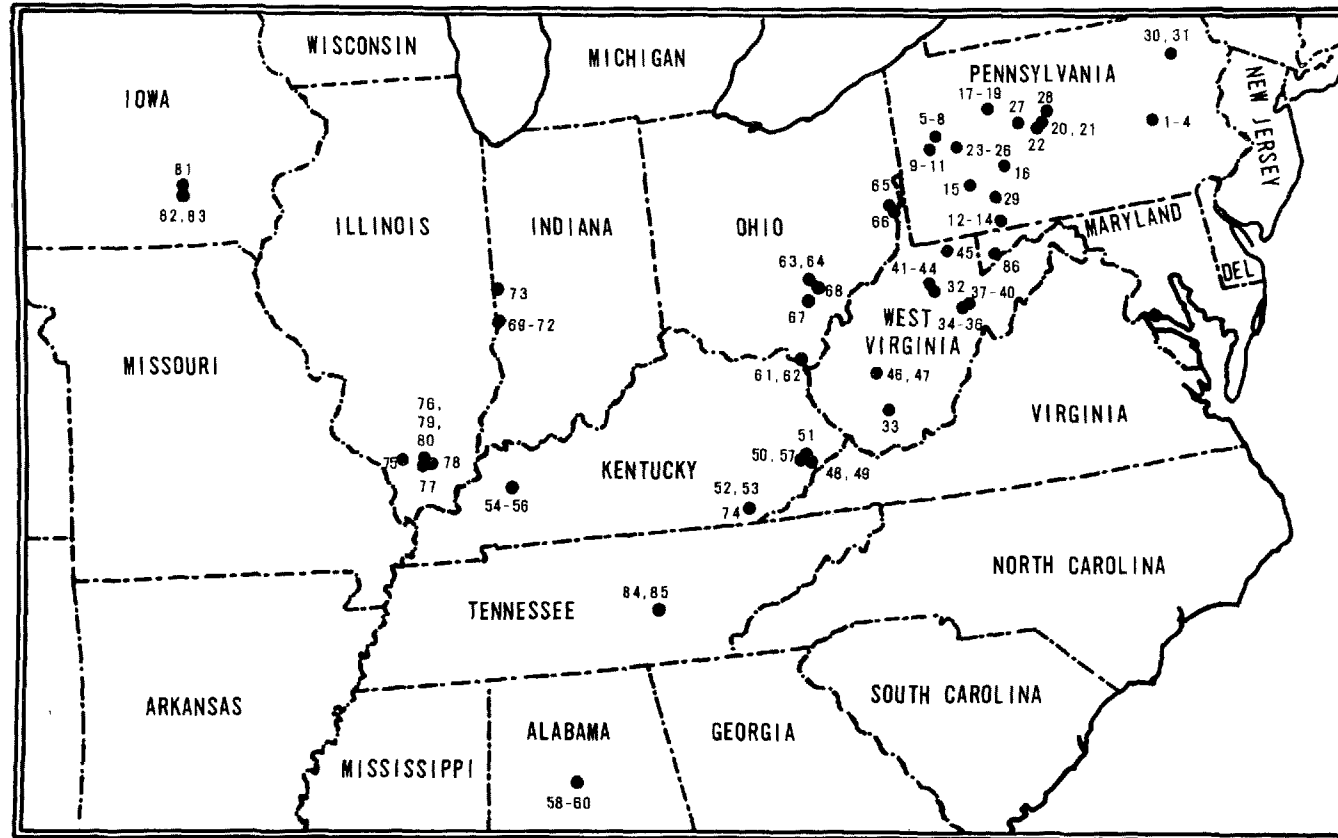 WISCONSIN
MICHIGAN
30, 31
PENNSYLVANIA
IOWA
17-19
27
28
NEW JERSEY
5-8
20, 21
1-4
22
9-11
23-26
16
81
82, 83
15
29
65
66
12-14
ILLINOIS
INDIANA
OHIO
MARYLAND
45
86
DEL
41-44
63, 64
68
32
37-40
73
67
34-36
69-72
WEST
VIRGINIA
MISSOURI
61, 62
46, 47
33
VIRGINIA
76,
79,
80
75
78
77
51
50, 57
48, 49
KENTUCKY
52, 53
74
54-56
NORTH CAROLINA
84, 85
TENNESSEE
ARKANSAS
SOUTH CAROLINA
ALABAMA
GEORGIA
MISSISSIPPI
58-60